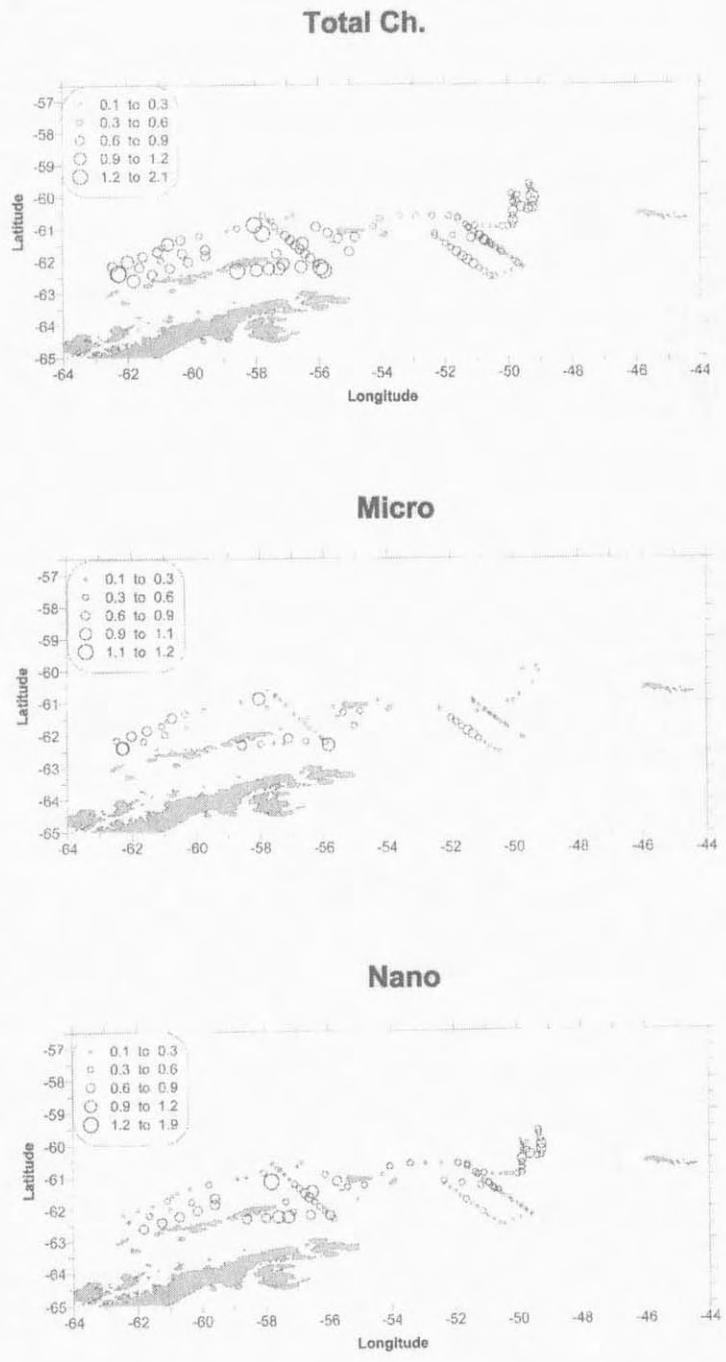 Total Ch.
-57
-58
-59
-60
-61
-62
-63
-64
-65
Latitude
0.1 to 0.3
0.3 to 0.6
0.6 to 0.9
0.9 to 1.2
1.2 to 2.1
-64 -62 -60 -58 -56 -54 -52 -50 -48 -46 -44
Longitude
Micro
-57
-58
-59
-60
-61
-62
-63
-64
-65
Latitude
0.1 to 0.3
0.3 to 0.6
0.6 to 0.9
0.9 to 1.1
1.1 to 1.2
-64 -62 -60 -58 -56 -54 -52 -50 -48 -46 -44
Nano
-57
-58
-59
-60
-61
-62
-63
-64
-65
Latitude
0.1 to 0.3
0.3 to 0.6
0.6 to 0.9
0.9 to 1.2
1.2 to 1.9
-64 -62 -60 -58 -56 -54 -52 -50 -48 -46 -44
Longitude